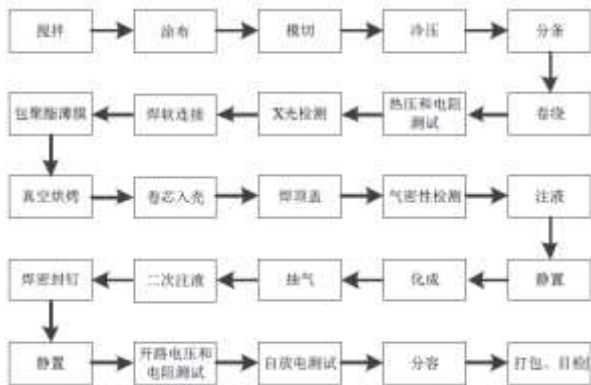 搅拌
涂布
模切
冷压
分条
包聚酯薄膜
焊软连接
X光检测
热压和电阻
测试
卷绕
真空烘烤
卷芯入壳
焊顶盖
气密性检测
注液
焊密封钉
二次注液
抽气
化成
静置
静置
开路电压和
电阻测试
自放电测试
分容
打包、目检